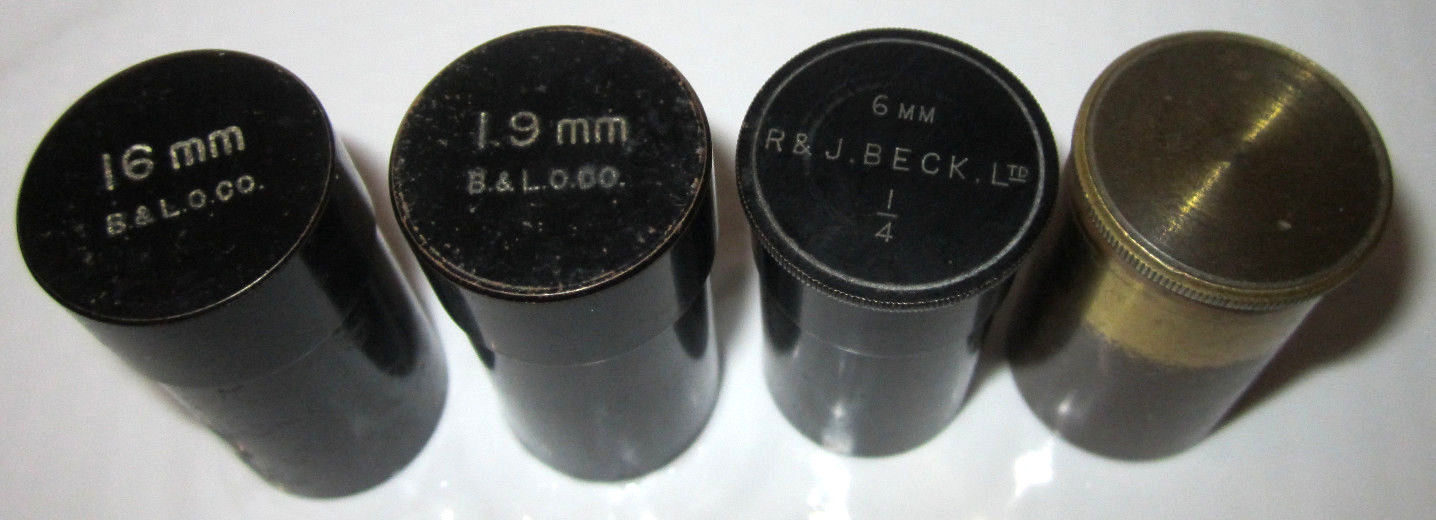 16 mm
B. & L. O. CO.
1.9 mm
B. & L. O. CO.
6 MM
R & J. BECK. LTD
1/4